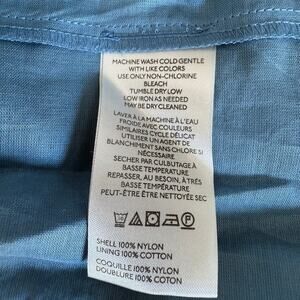 MACHINE WASH COLD GENTLE
WITH LIKE COLORS
USE ONLY NON-CHLORINE
BLEACH
TUMBLE DRY LOW
LOW IRON AS NEEDED
MAY BE DRY CLEANED
LAVER À LA MACHINE À L'EAU
FROIDE AVEC COULEURS
SIMILAIRES CYCLE DÉLICAT
UTILISER UN AGENT DE
BLANCHIMENT SANS CHLORE SI
NÉCESSAIRE
SECHER PAR CULBUTAGE À
BASSE TEMPERATURE
REPASSER, AU BESOIN, À TRÈS
BASSE TEMPÉRATURE
PEUT-ÊTRE ÊTRE NETTOYÉE SEC
SHELL 100% NYLON
LINING 100% COTTON
COQUILLE 100% NYLON
DOUBLURE 100% COTON